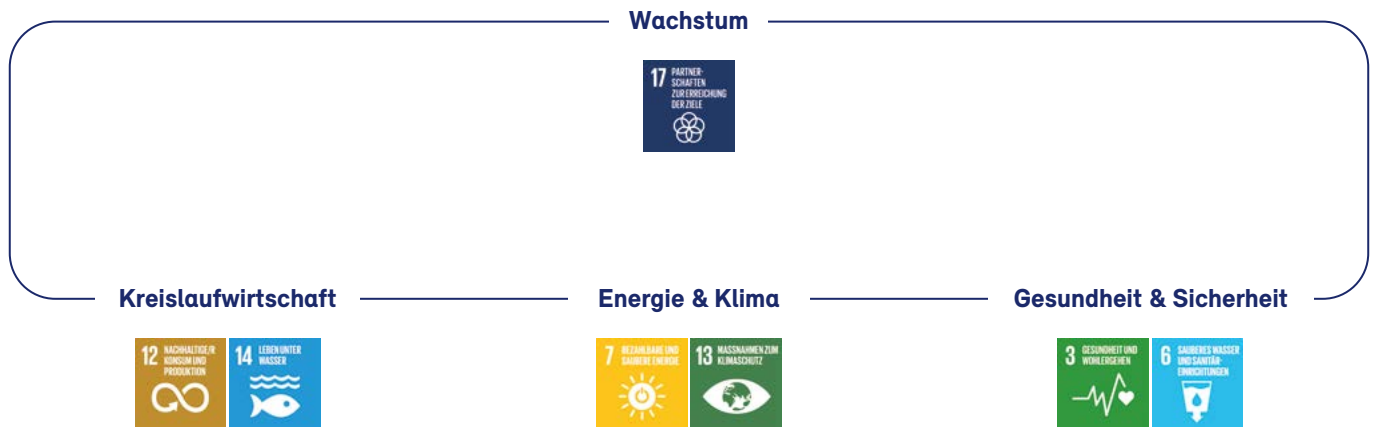 Wachstum
17 PARTNER-
SCHAFTEN
ZUR ERREICHUNG
DER ZIELE
Kreislaufwirtschaft
Energie & Klima
Gesundheit & Sicherheit
12 NACHHALTIGE/R
KONSUM UND
PRODUKTION
14 LEBEN UNTER
WASSER
7 BEZAHLBARE UND
SAUBERE ENERGIE
13 MASSNAHMEN ZUM
KLIMASCHUTZ
3 GESUNDHEIT UND
WOHLERGEHEN
6 SAUBERES WASSER
UND SANITÄR-
EINRICHTUNGEN